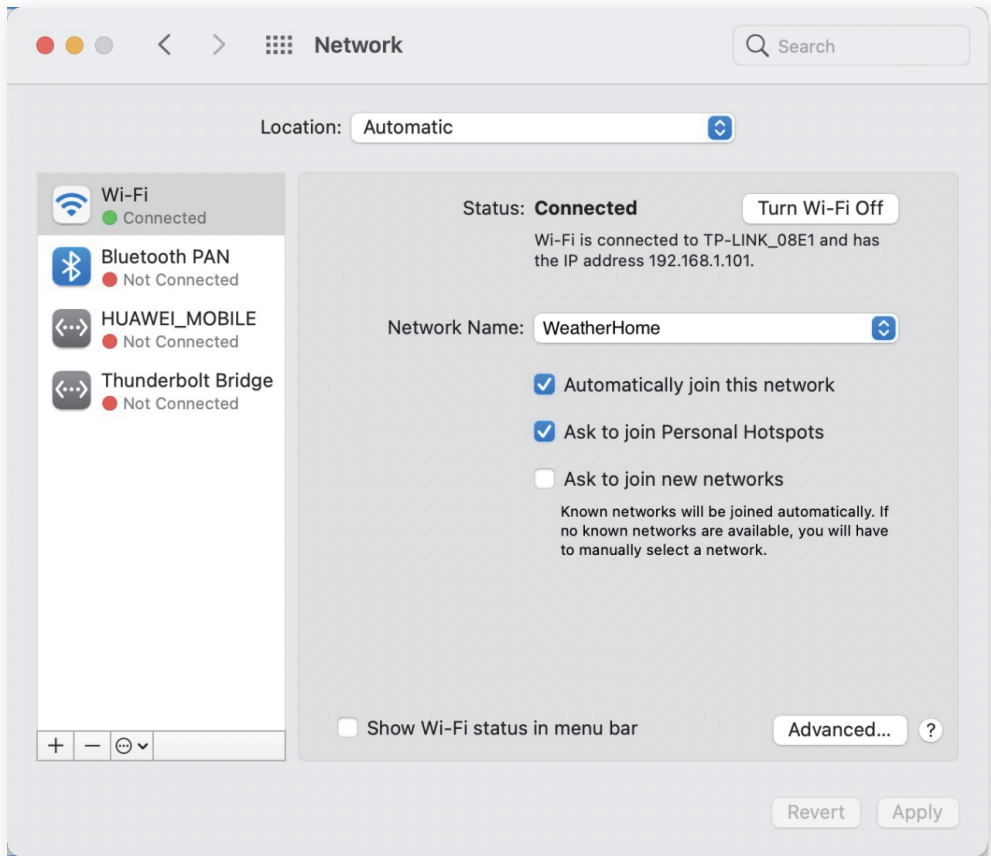 Network
Search
Location: Automatic
Wi-Fi
Connected
Bluetooth PAN
Not Connected
HUAWEI_MOBILE
Not Connected
Thunderbolt Bridge
Not Connected
Status: Connected
Turn Wi-Fi Off
Wi-Fi is connected to TP-LINK_08E1 and has
the IP address 192.168.1.101.
Network Name: WeatherHome
Automatically join this network
Ask to join Personal Hotspots
Ask to join new networks
Known networks will be joined automatically. If
no known networks are available, you will have
to manually select a network.
Show Wi-Fi status in menu bar
Advanced... ?
Revert Apply